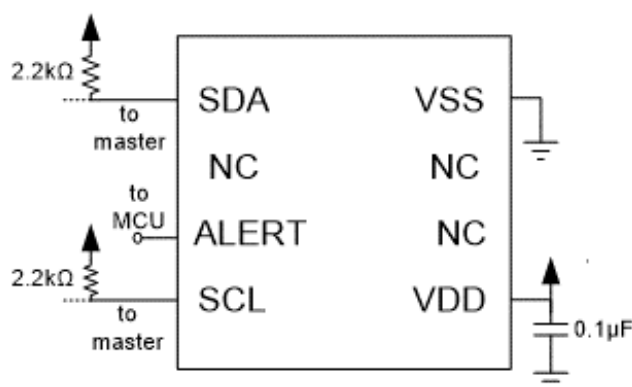 2.2kΩ
SDA
VSS
to
master
NC
NC
to
MCU
ALERT
NC
2.2kΩ
SCL
VDD
to
master
0.1µF